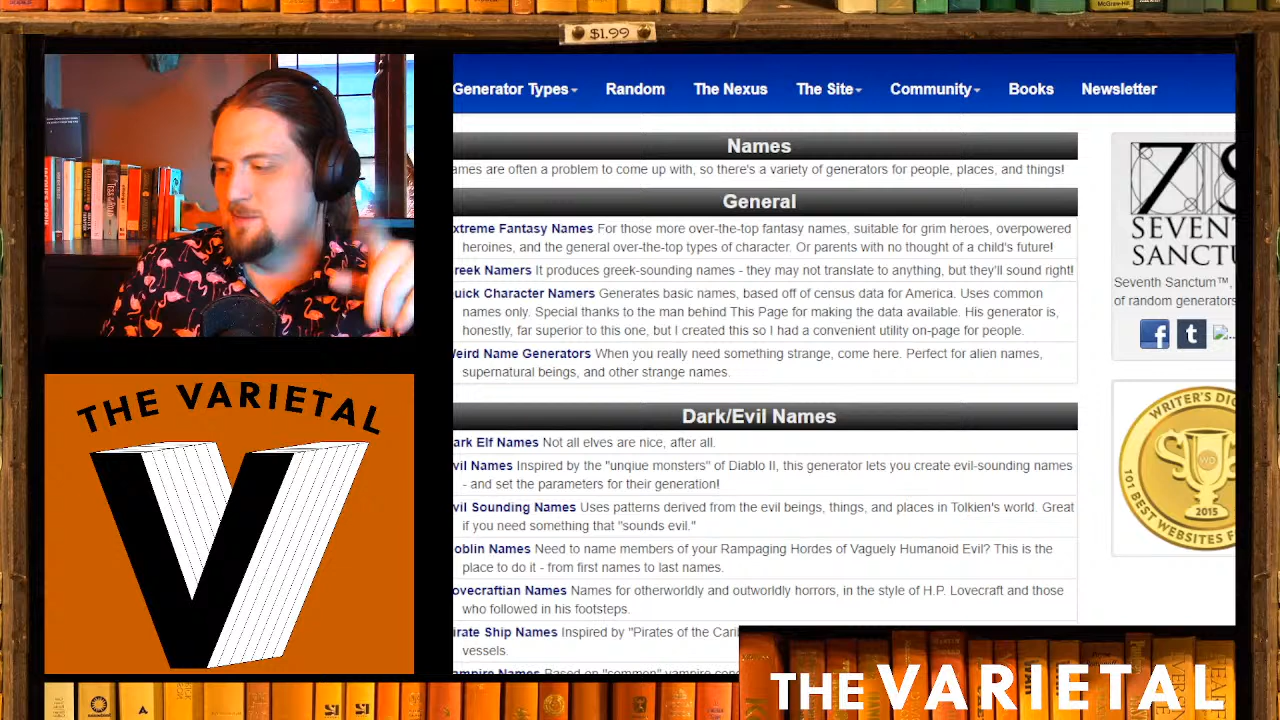 $1.99
Generator Types
Random
The Nexus
The Site
Community
Books
Newsletter
Names
ames are often a problem to come up with, so there's a variety of generators for people, places, and things!
General
xtreme Fantasy Names For those more over-the-top fantasy names, suitable for grim heroes, overpowered
heroines, and the general over-the-top types of character. Or parents with no thought of a child's future!
reek Namers It produces greek-sounding names - they may not translate to anything, but they'll sound right!
uick Character Namers Generates basic names, based off of census data for America. Uses common
names only. Special thanks to the man behind This Page for making the data available. His generator is,
honestly, far superior to this one, but I created this so I had a convenient utility on-page for people.
Weird Name Generators When you really need something strange, come here. Perfect for alien names,
supernatural beings, and other strange names.
Dark/Evil Names
ark Elf Names Not all elves are nice, after all.
vil Names Inspired by the "unqiue monsters" of Diablo II, this generator lets you create evil-sounding names
- and set the parameters for their generation!
vil Sounding Names Uses patterns derived from the evil beings, things, and places in Tolkien's world. Great
if you need something that "sounds evil."
oblin Names Need to name members of your Rampaging Hordes of Vaguely Humanoid Evil? This is the
place to do it - from first names to last names.
ovecraftian Names Names for otherworldly and outworldly horrors, in the style of H.P. Lovecraft and those
who followed in his footsteps.
irate Ship Names Inspired by "Pirates of the Cari
vessels.
ampire Names Based on "common" vampire conc
7 S
SEVENT
SANCTU
Seventh Sanctum™,
of random generators
WRITER'S DIG
WD
2015
101 BEST WEBSITES F
THE VARIETAL
THE VARIETAL